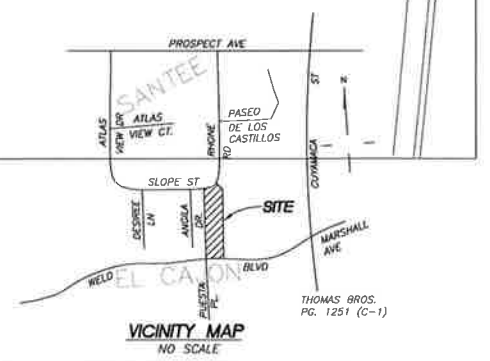 PROSPECT AVE
SANTEE
ST
N
ATLAS
VIEW DR
ATLAS
VIEW CT.
RHONE
RD
PASEO
DE LOS
CASTILLOS
CUYAMACA
SLOPE ST
DESIREE
LN
ANGILA
DR
SITE
MARSHALL
AVE
WELD
BLVD
EL CAJON
PUESTA
PL
THOMAS BROS.
PG. 1251 (C-1)
VICINITY MAP
NO SCALE